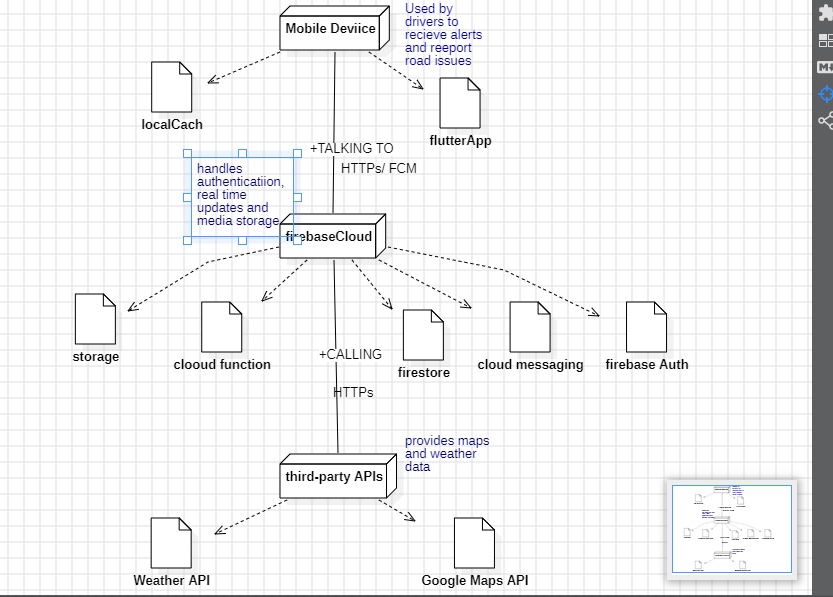 Used by
drivers to
recieve alerts
and reeport
road issues
Mobile Deviice
localCach
flutterApp
+TALKING TO
HTTPs/ FCM
handles
authenticatiion,
real time
updates and
media storage
firebaseCloud
storage
clooud function
firestore
cloud messaging
firebase Auth
+CALLING
HTTPs
provides maps
and weather
data
third-party APIs
Weather API
Google Maps API